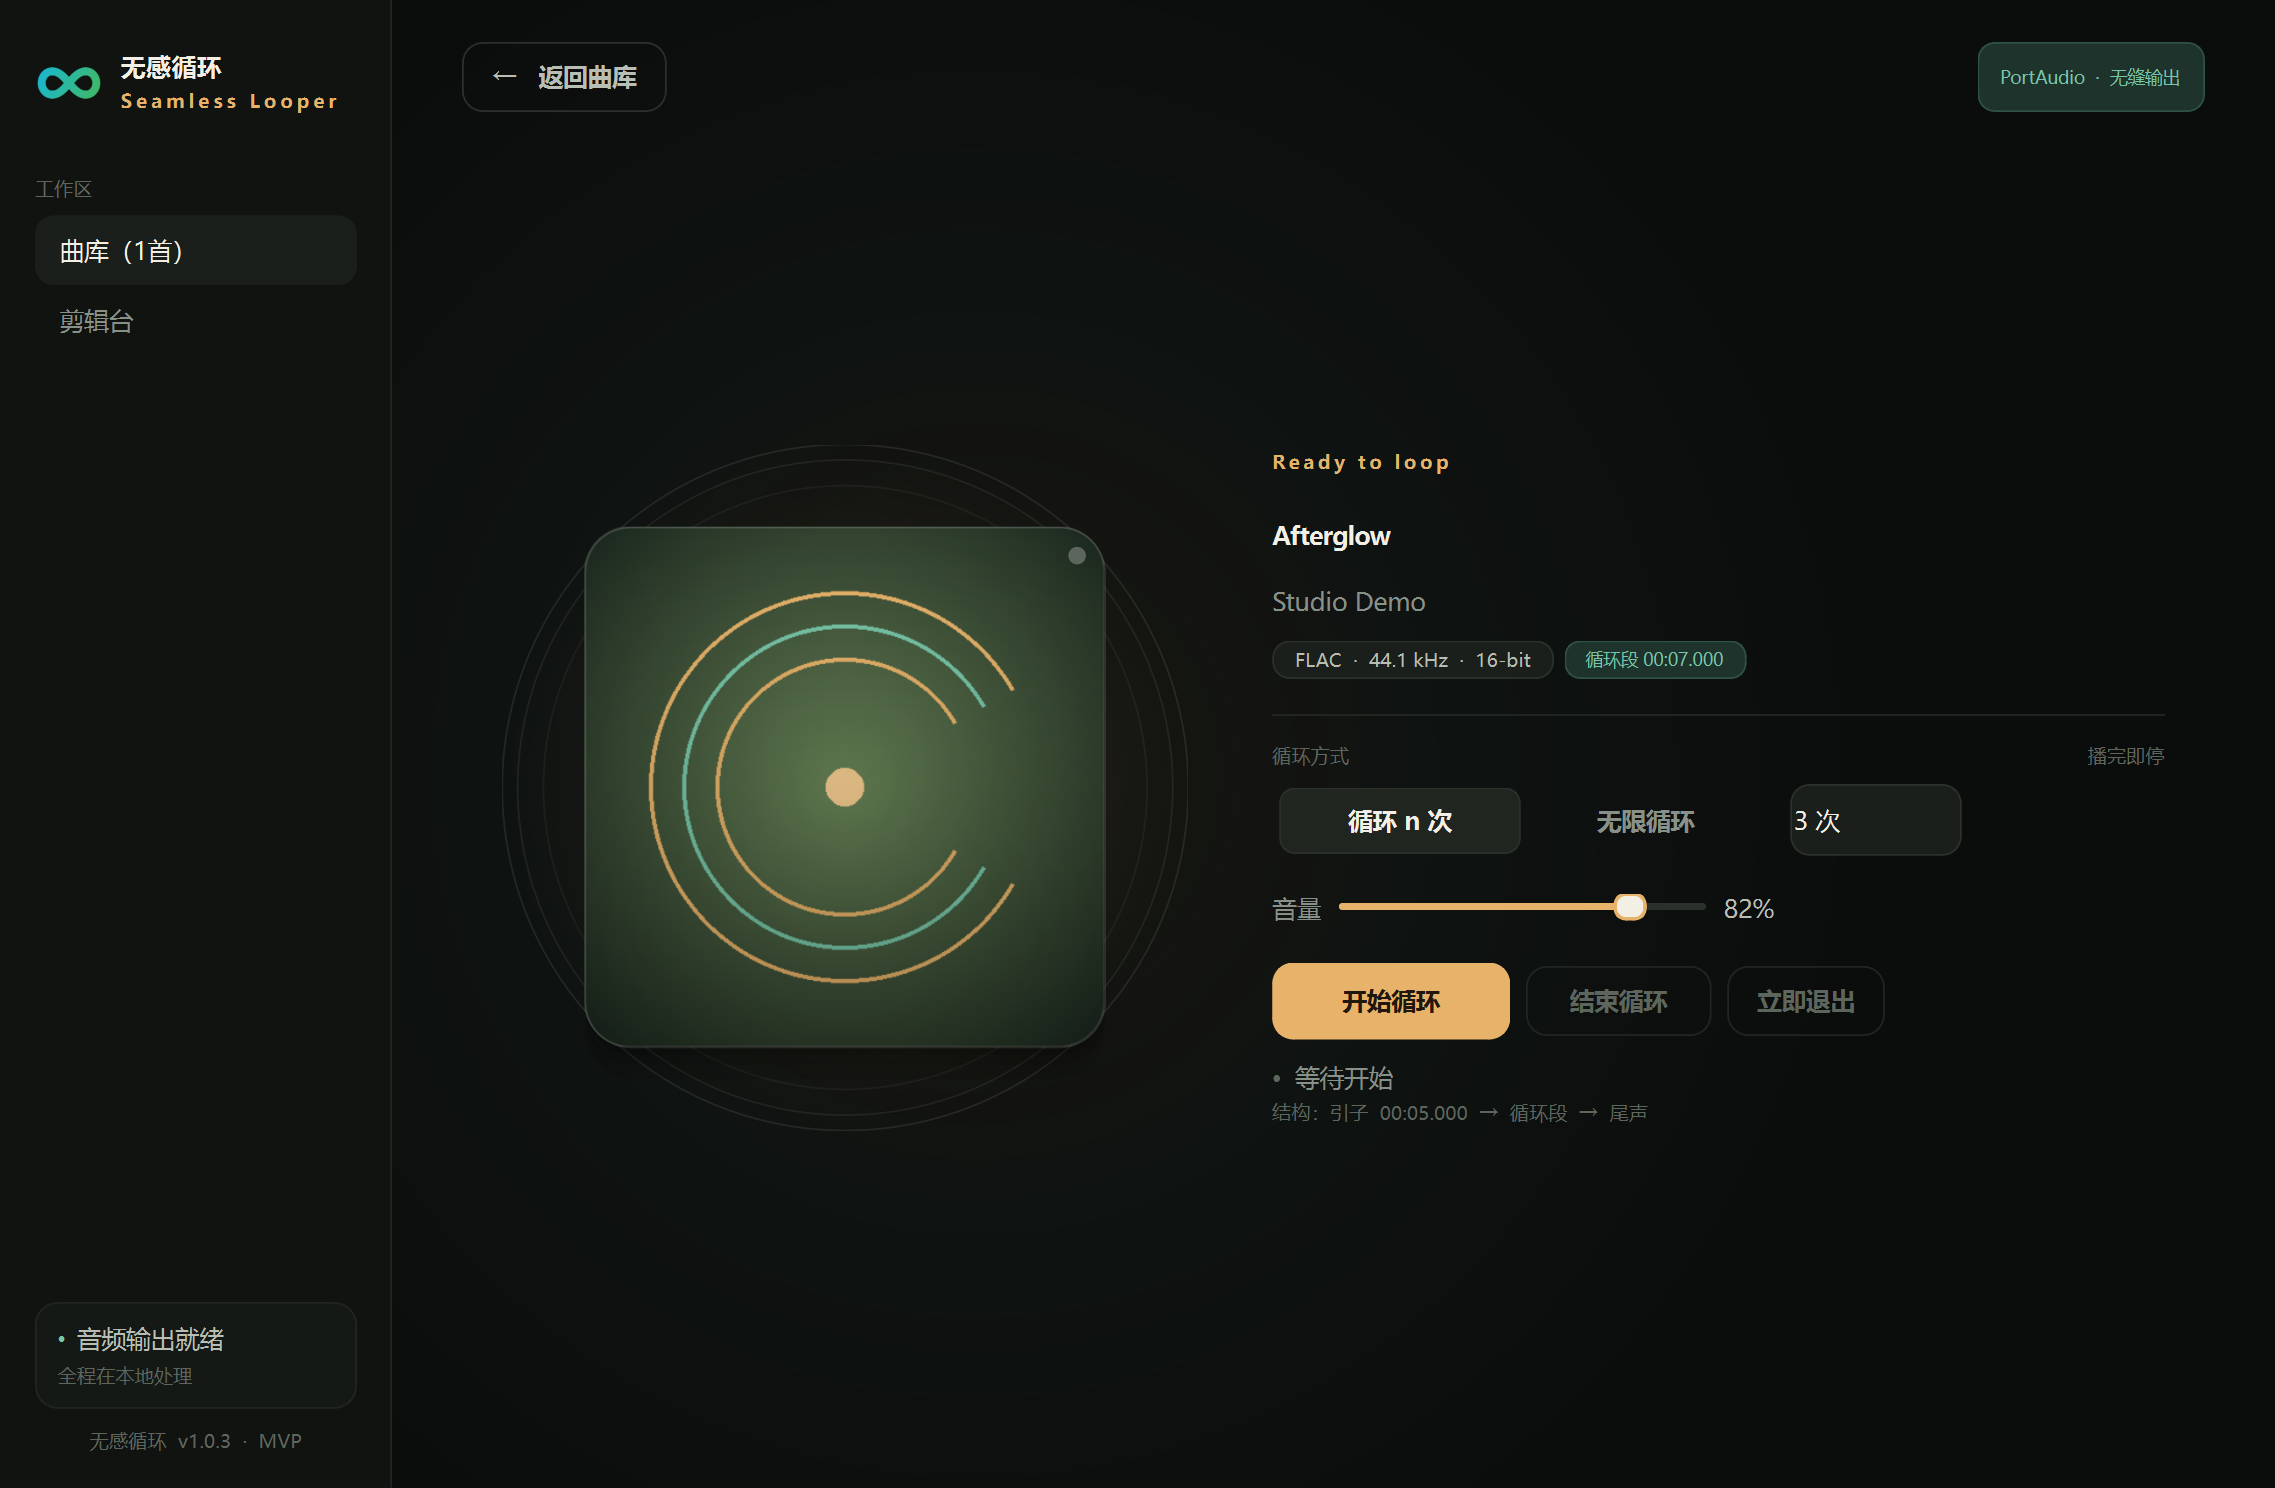 无感循环
Seamless Looper
工作区
曲库（1首）
剪辑台
音频输出就绪
全程在本地处理
无感循环 v1.0.3 · MVP
← 返回曲库
PortAudio · 无缝输出
Ready to loop
Afterglow
Studio Demo
FLAC · 44.1 kHz · 16-bit
循环段 00:07.000
循环方式
播完即停
循环 n 次
无限循环
3 次
音量
82%
开始循环
结束循环
立即退出
• 等待开始
结构：引子 00:05.000 → 循环段 → 尾声